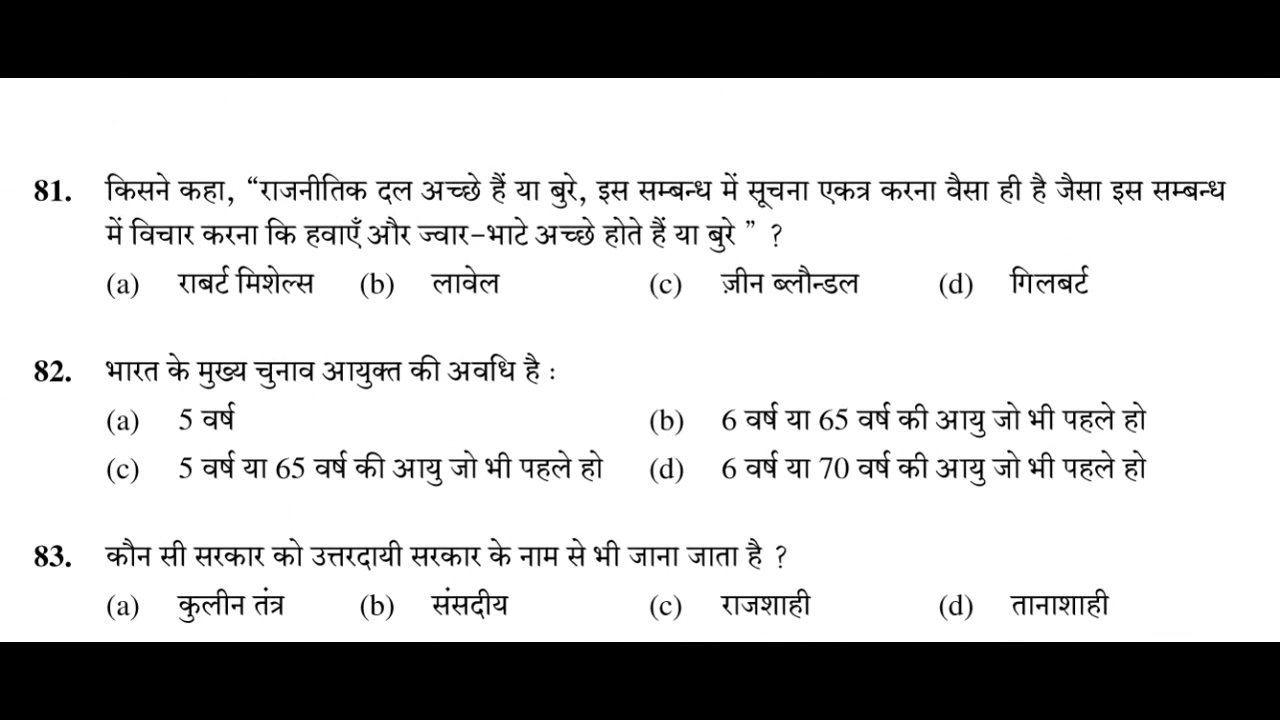 81. किसने कहा, “राजनीतिक दल अच्छे हैं या बुरे, इस सम्बन्ध में सूचना एकत्र करना वैसा ही है जैसा इस सम्बन्ध
में विचार करना कि हवाएँ और ज्वार-भाटे अच्छे होते हैं या बुरे ” ?
(a) राबर्ट मिशेल्स (b) लावेल (c) ज़ीन ब्लौन्डल (d) गिलबर्ट
82. भारत के मुख्य चुनाव आयुक्त की अवधि है :
(a) 5 वर्ष (b) 6 वर्ष या 65 वर्ष की आयु जो भी पहले हो
(c) 5 वर्ष या 65 वर्ष की आयु जो भी पहले हो (d) 6 वर्ष या 70 वर्ष की आयु जो भी पहले हो
83. कौन सी सरकार को उत्तरदायी सरकार के नाम से भी जाना जाता है ?
(a) कुलीन तंत्र (b) संसदीय (c) राजशाही (d) तानाशाही